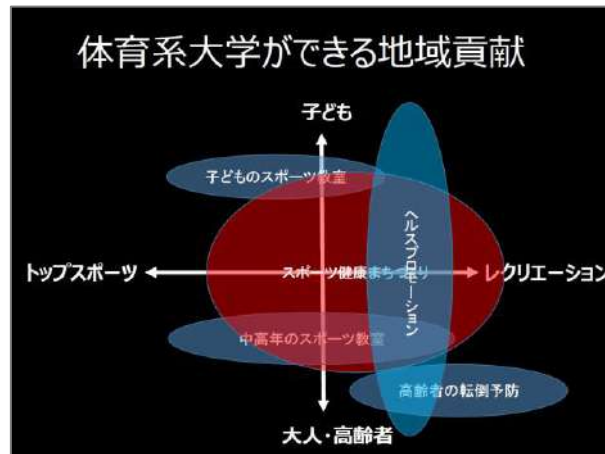 体育系大学ができる地域貢献
子ども
子どものスポーツ教室
ヘルスプロモーション
トップスポーツ
スポーツ健康まちづくり
レクリエーション
中高年のスポーツ教室
高齢者の転倒予防
大人・高齢者